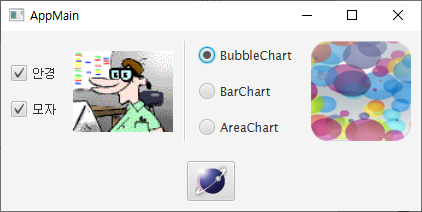 AppMain
안경
모자
BubbleChart
BarChart
AreaChart